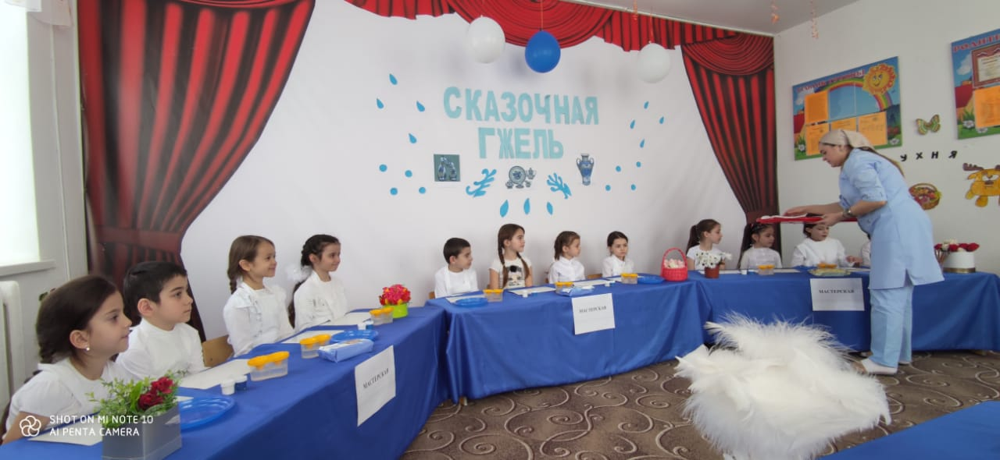 СКАЗОЧНАЯ
ГЖЕЛЬ
УХНЯ
МАСТЕРСКАЯ
МАСТЕРСКАЯ
МАСТЕРСКАЯ
SHOT ON MI NOTE 10
AI PENTA CAMERA